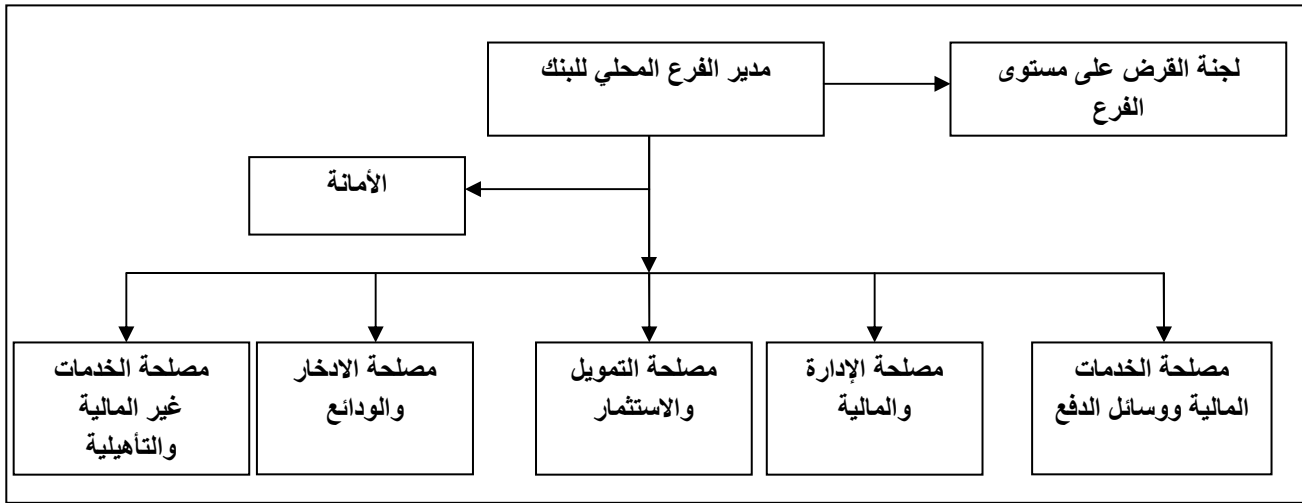 لجنة القرض على مستوى
الفرع
مدير الفرع المحلي للبنك
الأمانة
مصلحة الخدمات
المالية ووسائل الدفع
مصلحة الإدارة
والمالية
مصلحة التمويل
والاستثمار
مصلحة الادخار
والودائع
مصلحة الخدمات
غير المالية
والتأهيلية